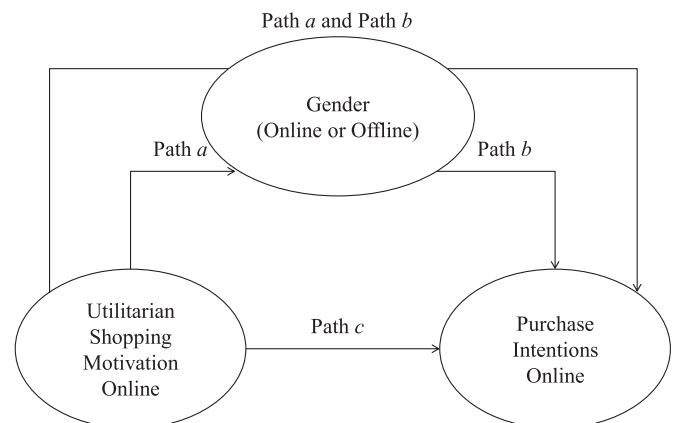 Path a and Path b
Gender
(Online or Offline)
Path a
Path b
Utilitarian
Shopping
Motivation
Online
Path c
Purchase
Intentions
Online